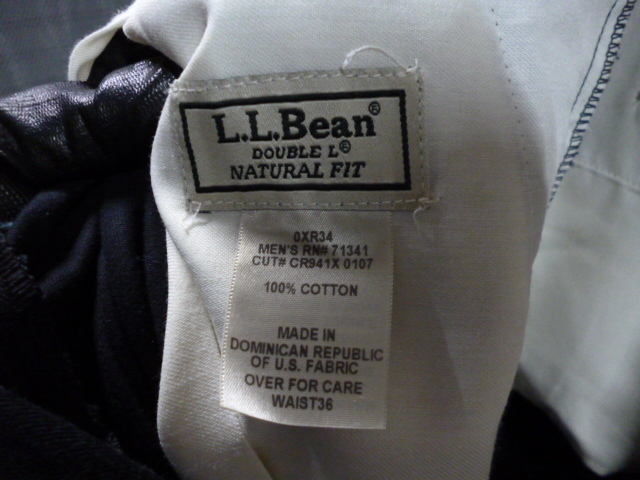 L.L.Bean®
DOUBLE L®
NATURAL FIT
0XR34
MEN'S RN# 71341
CUT# CR941X 0107
100% COTTON
MADE IN
DOMINICAN REPUBLIC
OF U.S. FABRIC
OVER FOR CARE
WAIST36